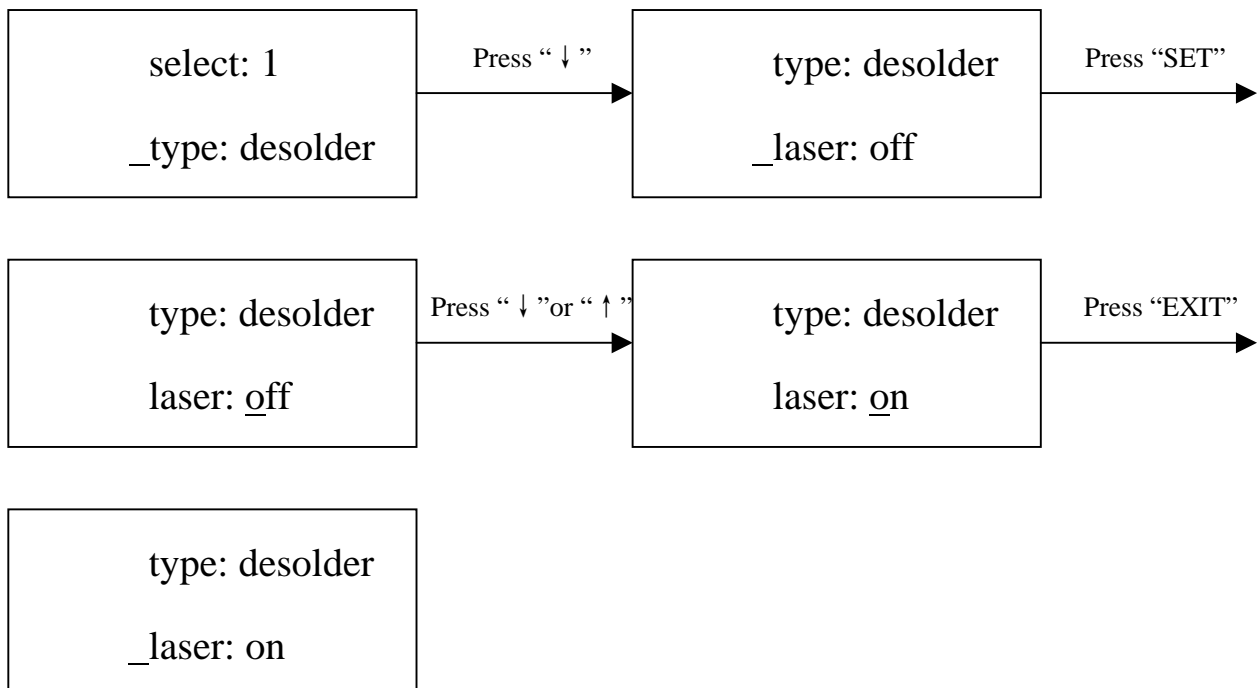 select: 1
_type: desolder
Press “ ↓ ”
type: desolder
_laser: off
Press “SET”
type: desolder
laser: off
Press “ ↓ ”or “ ↑ ”
type: desolder
laser: on
Press “EXIT”
type: desolder
_laser: on